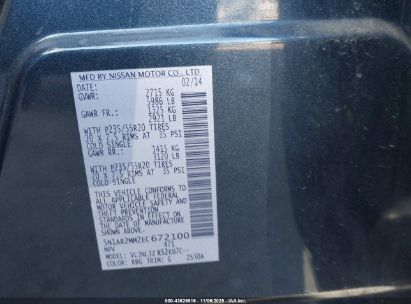 MFD BY NISSAN MOTOR CO., LTD.
DATE: 02/14
GVWR: 2715 KG
5986 LB
GAWR FR.: 1325 KG
2921 LB
WITH P235/55R20 TIRES
20 X 7.5 RIMS AT 35 PSI
COLD SINGLE
GAWR RR.: 1415 KG
3120 LB
WITH P235/55R20 TIRES
20 X 7.5 RIMS AT 35 PSI
COLD SINGLE
THIS VEHICLE CONFORMS TO ALL
APPLICABLE FEDERAL MOTOR
VEHICLE SAFETY AND THEFT
PREVENTION STANDARDS
IN EFFECT ON
THE DATE OF MANUFACTURE
SHOWN ABOVE.
5N1AR2MM2EC672100
MPV 471
MODEL:
COLOR: RBG TRIM: G